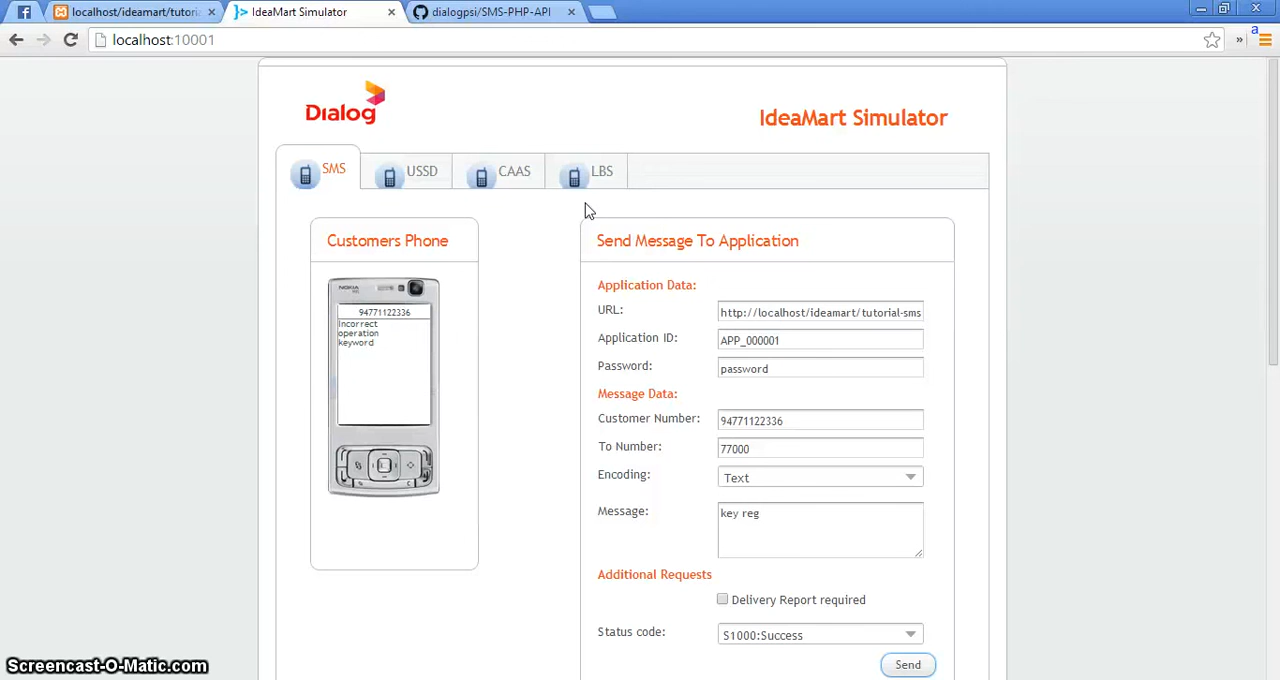 localhost/ideamart/tutoria
IdeaMart Simulator
dialogpsi/SMS-PHP-API
localhost:10001
Dialog
IdeaMart Simulator
SMS
USSD
CAAS
LBS
Customers Phone
NOKIA
94771122336
Incorrect
operation
keyword
Send Message To Application
Application Data:
URL: http://localhost/ideamart/tutorial-sms
Application ID: APP_000001
Password: password
Message Data:
Customer Number: 94771122336
To Number: 77000
Encoding: Text
Message: key reg
Additional Requests
Delivery Report required
Status code: S1000:Success
Send
Screencast-O-Matic.com